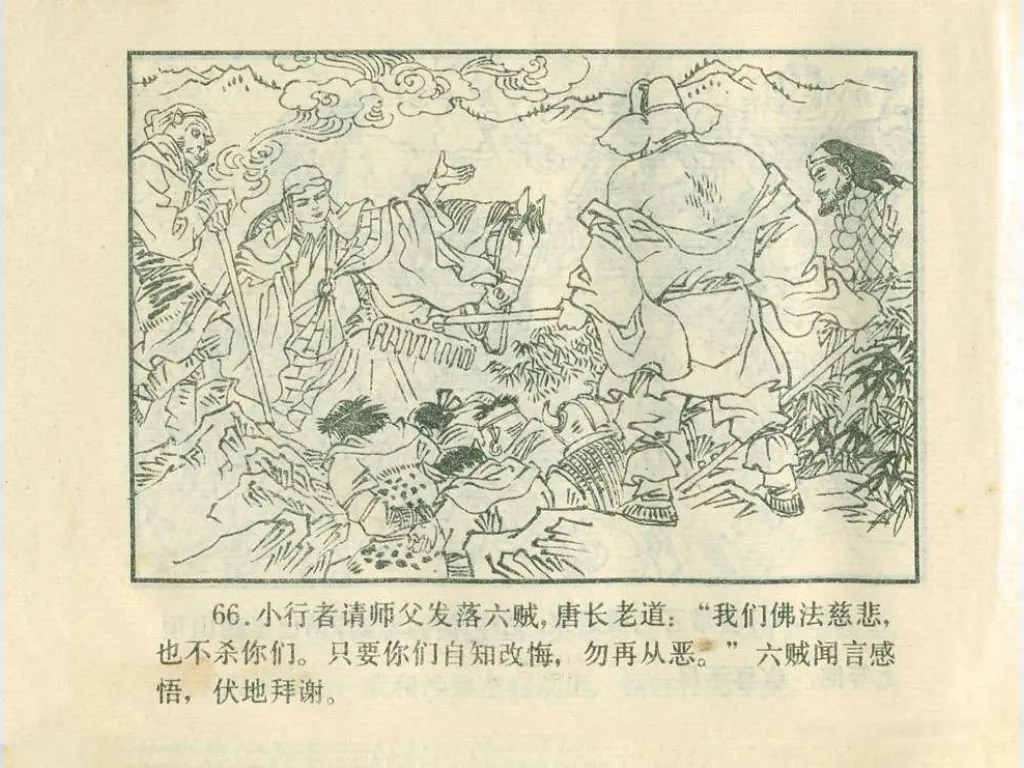 66.小行者请师父发落六贼，唐长老道：“我们佛法慈悲，
也不杀你们。只要你们自知改悔，勿再从恶。”六贼闻言感
悟，伏地拜谢。